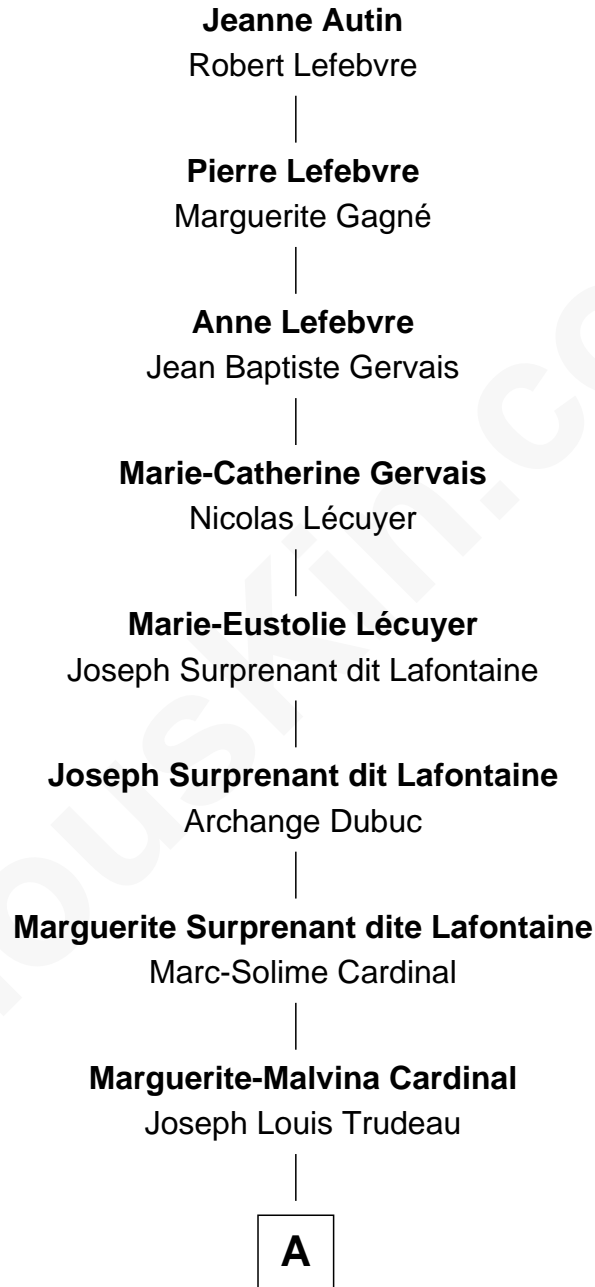 Jeanne Autin
Robert Lefebvre
Pierre Lefebvre
Marguerite Gagné
Anne Lefebvre
Jean Baptiste Gervais
Marie-Catherine Gervais
Nicolas Lécuyer
Marie-Eustolie Lécuyer
Joseph Surprenant dit Lafontaine
Joseph Surprenant dit Lafontaine
Archange Dubuc
Marguerite Surprenant dite Lafontaine
Marc-Solime Cardinal
Marguerite-Malvina Cardinal
Joseph Louis Trudeau
A